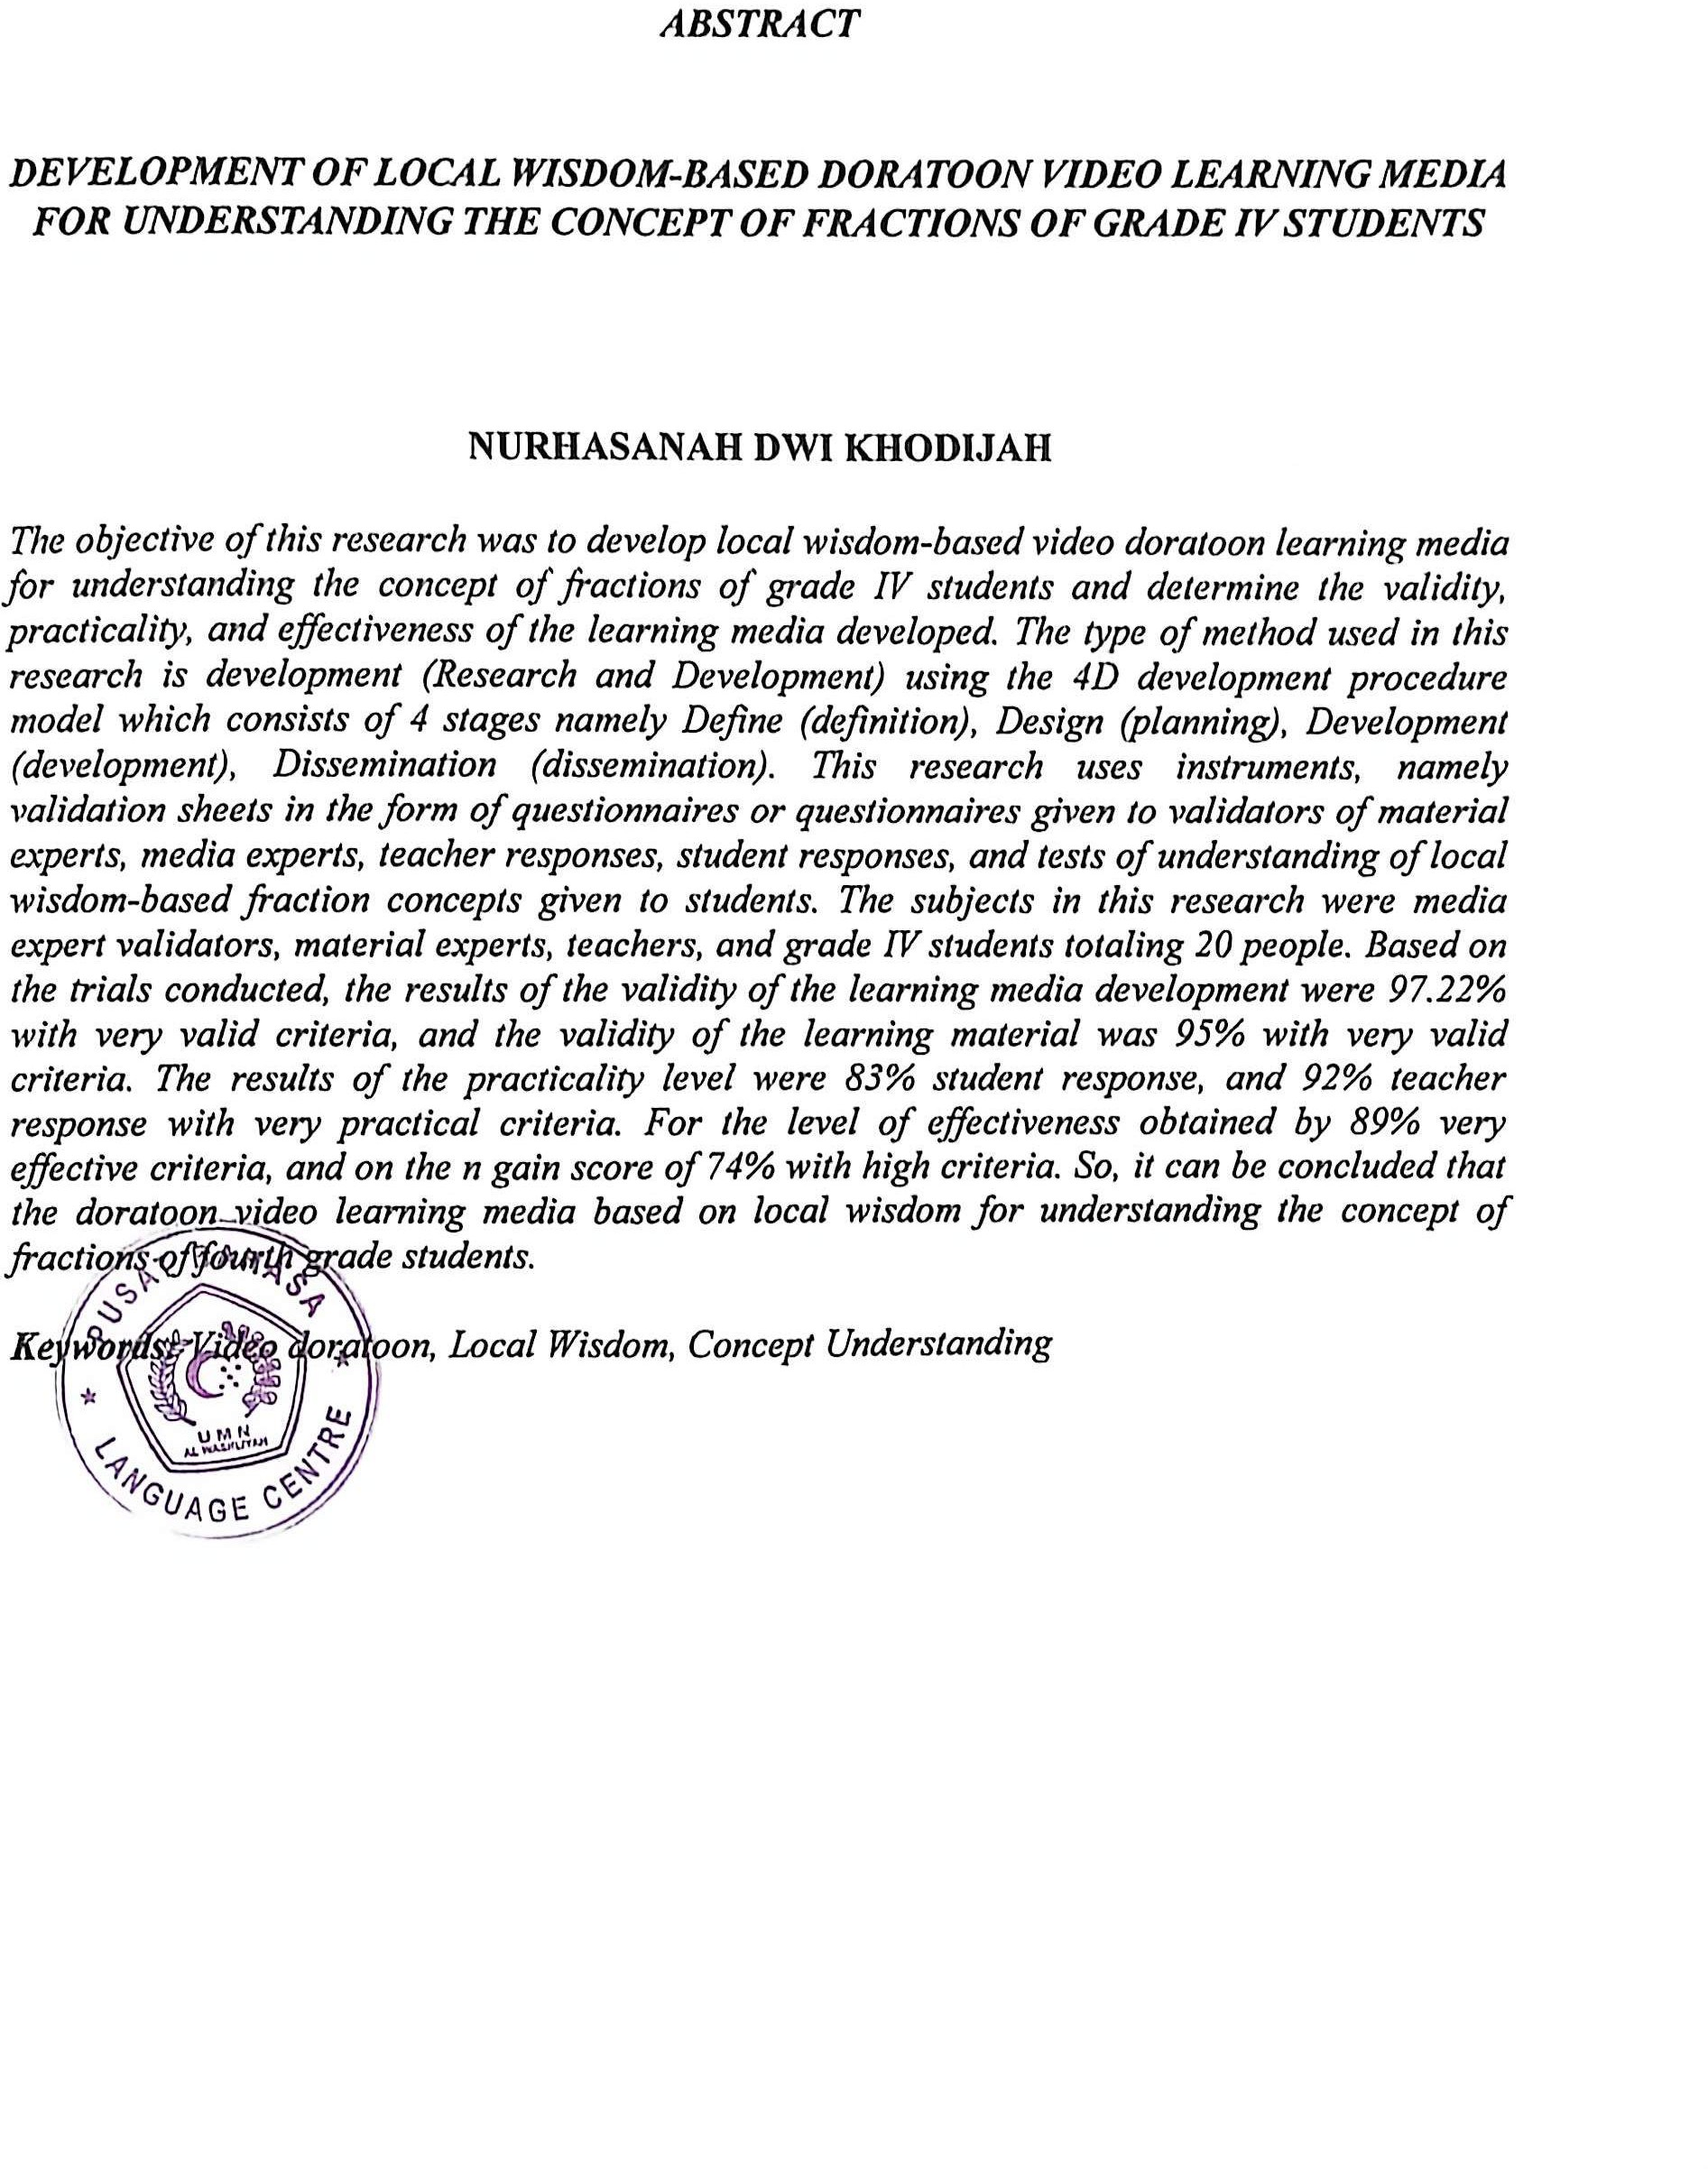 ABSTRACT
DEVELOPMENT OF LOCAL WISDOM-BASED DORATOON VIDEO LEARNING MEDIA
FOR UNDERSTANDING THE CONCEPT OF FRACTIONS OF GRADE IV STUDENTS
NURHASANAH DWI KHODIJAH
The objective of this research was to develop local wisdom-based video doratoon learning media
for understanding the concept of fractions of grade IV students and determine the validity,
practicality, and effectiveness of the learning media developed. The type of method used in this
research is development (Research and Development) using the 4D development procedure
model which consists of 4 stages namely Define (definition), Design (planning), Development
(development), Dissemination (dissemination). This research uses instruments, namely
validation sheets in the form of questionnaires or questionnaires given to validators of material
experts, media experts, teacher responses, student responses, and tests of understanding of local
wisdom-based fraction concepts given to students. The subjects in this research were media
expert validators, material experts, teachers, and grade IV students totaling 20 people. Based on
the trials conducted, the results of the validity of the learning media development were 97.22%
with very valid criteria, and the validity of the learning material was 95% with very valid
criteria. The results of the practicality level were 83% student response, and 92% teacher
response with very practical criteria. For the level of effectiveness obtained by 89% very
effective criteria, and on the n gain score of 74% with high criteria. So, it can be concluded that
the doratoon video learning media based on local wisdom for understanding the concept of
fractions of fourth grade students.
Keywords: Video doratoon, Local Wisdom, Concept Understanding
PUSAT BAHASA
UMN
AL WASHLIYAH
LANGUAGE CENTRE